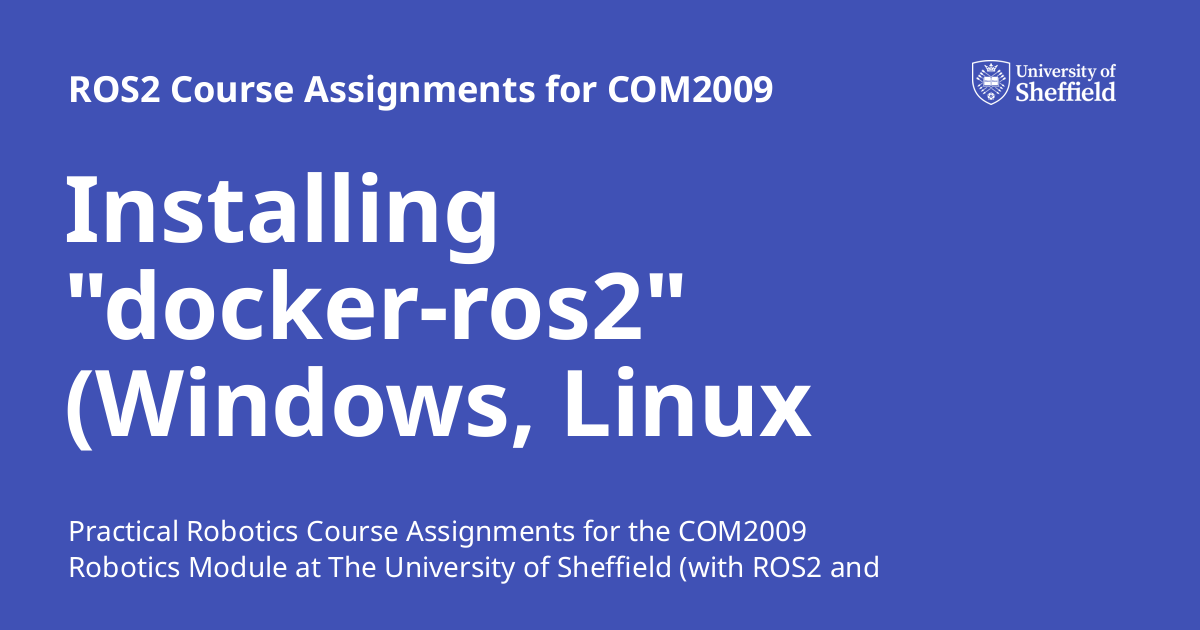 ROS2 Course Assignments for COM2009
University of
Sheffield
Installing
"docker-ros2"
(Windows, Linux
Practical Robotics Course Assignments for the COM2009
Robotics Module at The University of Sheffield (with ROS2 and